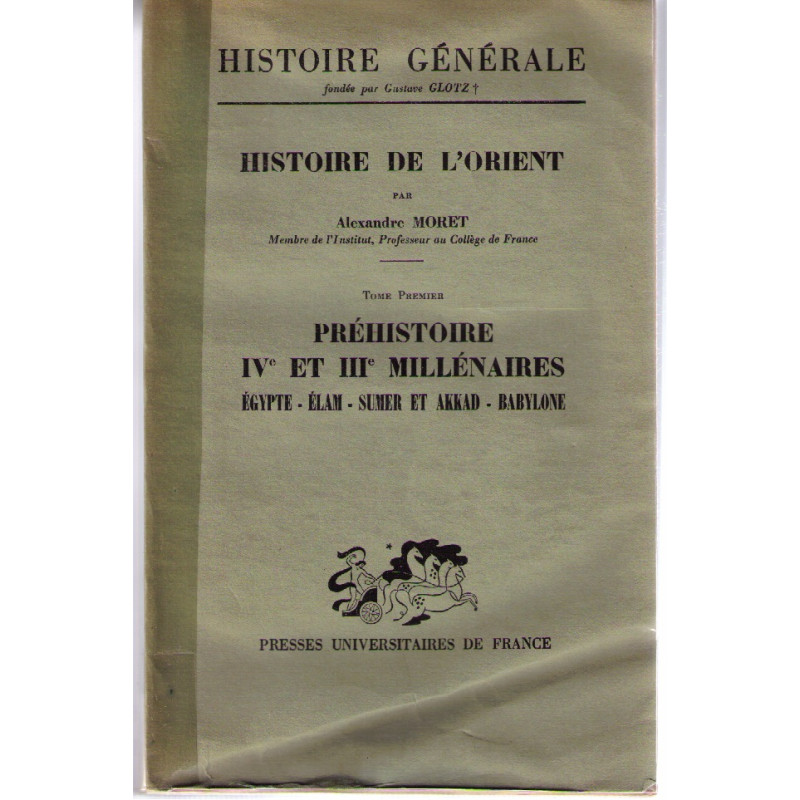 HISTOIRE GÉNÉRALE
fondée par Gustave GLOTZ †
HISTOIRE DE L'ORIENT
PAR
Alexandre MORET
Membre de l'Institut, Professeur au Collège de France
TOME PREMIER
PRÉHISTOIRE
IVe ET IIIe MILLÉNAIRES
ÉGYPTE - ÉLAM - SUMER ET AKKAD - BABYLONE
PRESSES UNIVERSITAIRES DE FRANCE